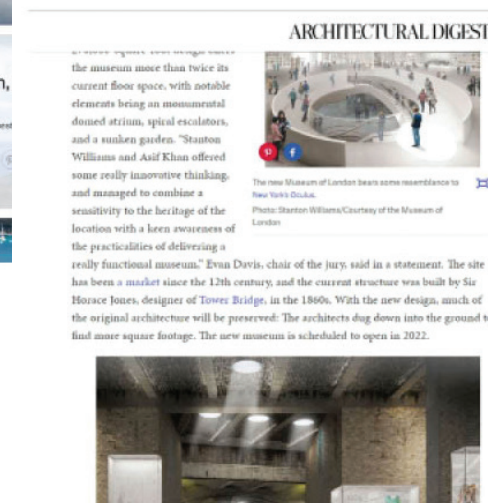 ARCHITECTURAL DIGEST
the museum more than twice its
current floor space, with notable
elements being an monumental
domed atrium, spiral escalators,
and a sunken garden. "Stanton
Williams and Asif Khan offered
some really innovative thinking,
and managed to combine a
sensitivity to the heritage of the
location with a keen awareness of
the practicalities of delivering a
really functional museum," Evan Davis, chair of the jury, said in a statement. The site
has been a market since the 12th century, and the current structure was built by Sir
Horace Jones, designer of Tower Bridge, in the 1860s. With the new design, much of
the original architecture will be preserved: The architects dug down into the ground to
find more square footage. The new museum is scheduled to open in 2022.
The new Museum of London bears some resemblance to
New York's Oculus.
Photo: Stanton Williams/Courtesy of the Museum of
London